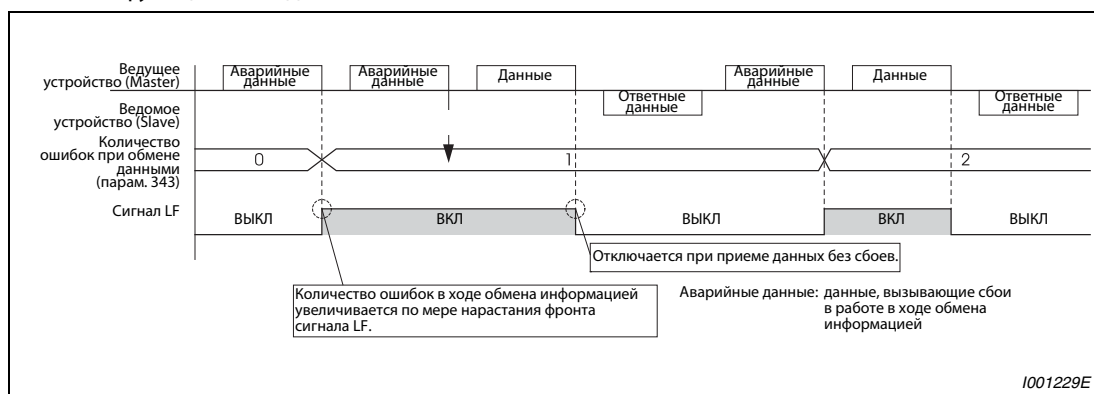 Ведущее
устройство (Master)
Аварийные
данные
Аварийные
данные
Данные
Аварийные
данные
Данные
Ведомое
устройство (Slave)
Ответные
данные
Ответные
данные
Количество
ошибок при обмене
данными
(парам. 343)
0
1
2
Сигнал LF
ВЫКЛ
ВКЛ
ВЫКЛ
ВКЛ
ВЫКЛ
Отключается при приеме данных без сбоев.
Количество ошибок в ходе обмена информацией
увеличивается по мере нарастания фронта
сигнала LF.
Аварийные данные: данные, вызывающие сбои
в работе в ходе обмена
информацией
I001229E